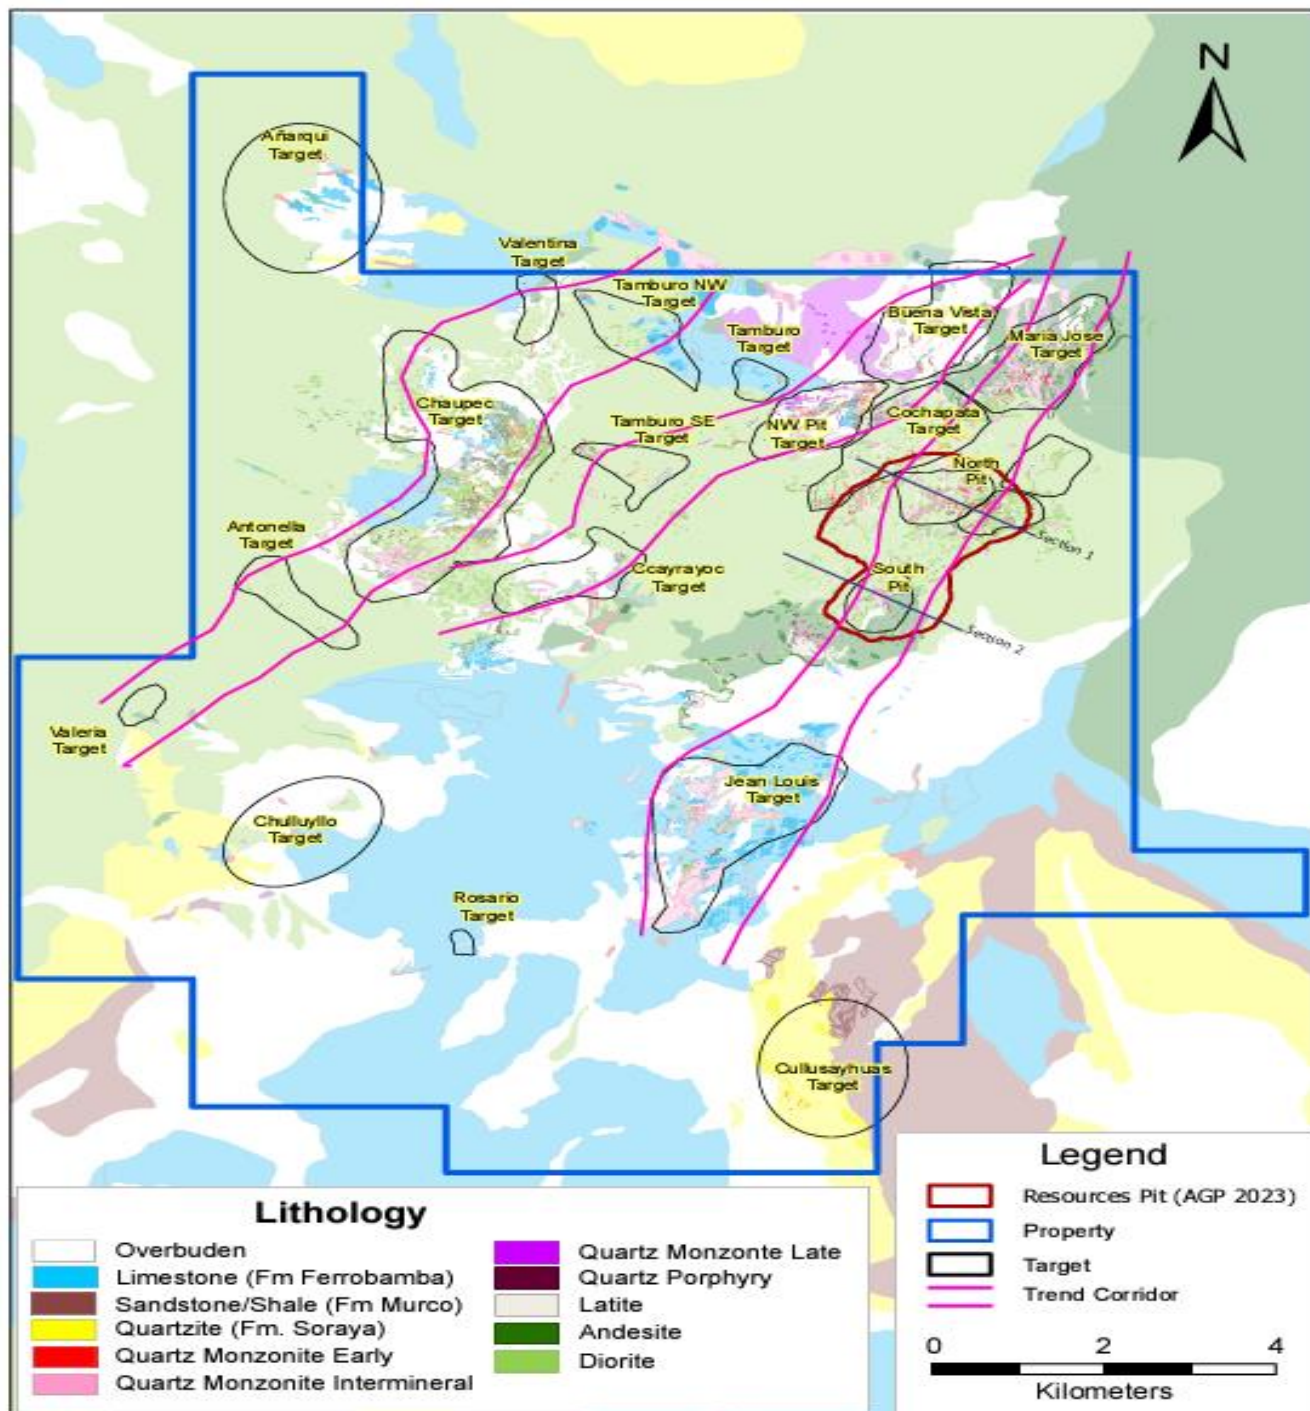 N
Añarqui
Target
Valentina
Target
Tamburo NW
Target
Tamburo
Target
Buena Vista
Target
Maria Jose
Target
Chaupec
Target
Tamburo SE
Target
NW Pit
Target
Cochapata
Target
North
Pit
Antonella
Target
Ccayrayoc
Target
South
Pit
Section 1
Section 2
Valeria
Target
Jean Louis
Target
Chulluyllo
Target
Rosario
Target
Cullusayhuas
Target
Lithology
Overbuden
Limestone (Fm Ferrobamba)
Sandstone/Shale (Fm Murco)
Quartzite (Fm. Soraya)
Quartz Monzonite Early
Quartz Monzonite Intermineral
Quartz Monzonte Late
Quartz Porphyry
Latite
Andesite
Diorite
Legend
Resources Pit (AGP 2023)
Property
Target
Trend Corridor
0 2 4
Kilometers